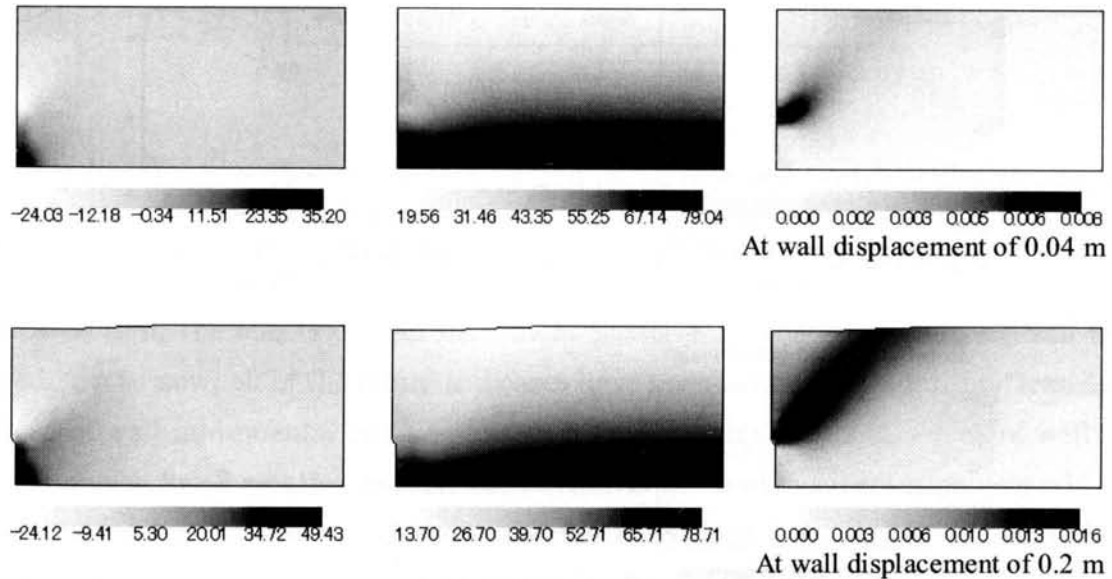 −24.03 −12.18 −0.34 11.51 23.35 35.20
19.56 31.46 43.35 55.25 67.14 79.04
0.000 0.002 0.003 0.005 0.006 0.008
At wall displacement of 0.04 m
−24.12 −9.41 5.30 20.01 34.72 49.43
13.70 26.70 39.70 52.71 65.71 78.71
0.000 0.003 0.006 0.010 0.013 0.016
At wall displacement of 0.2 m